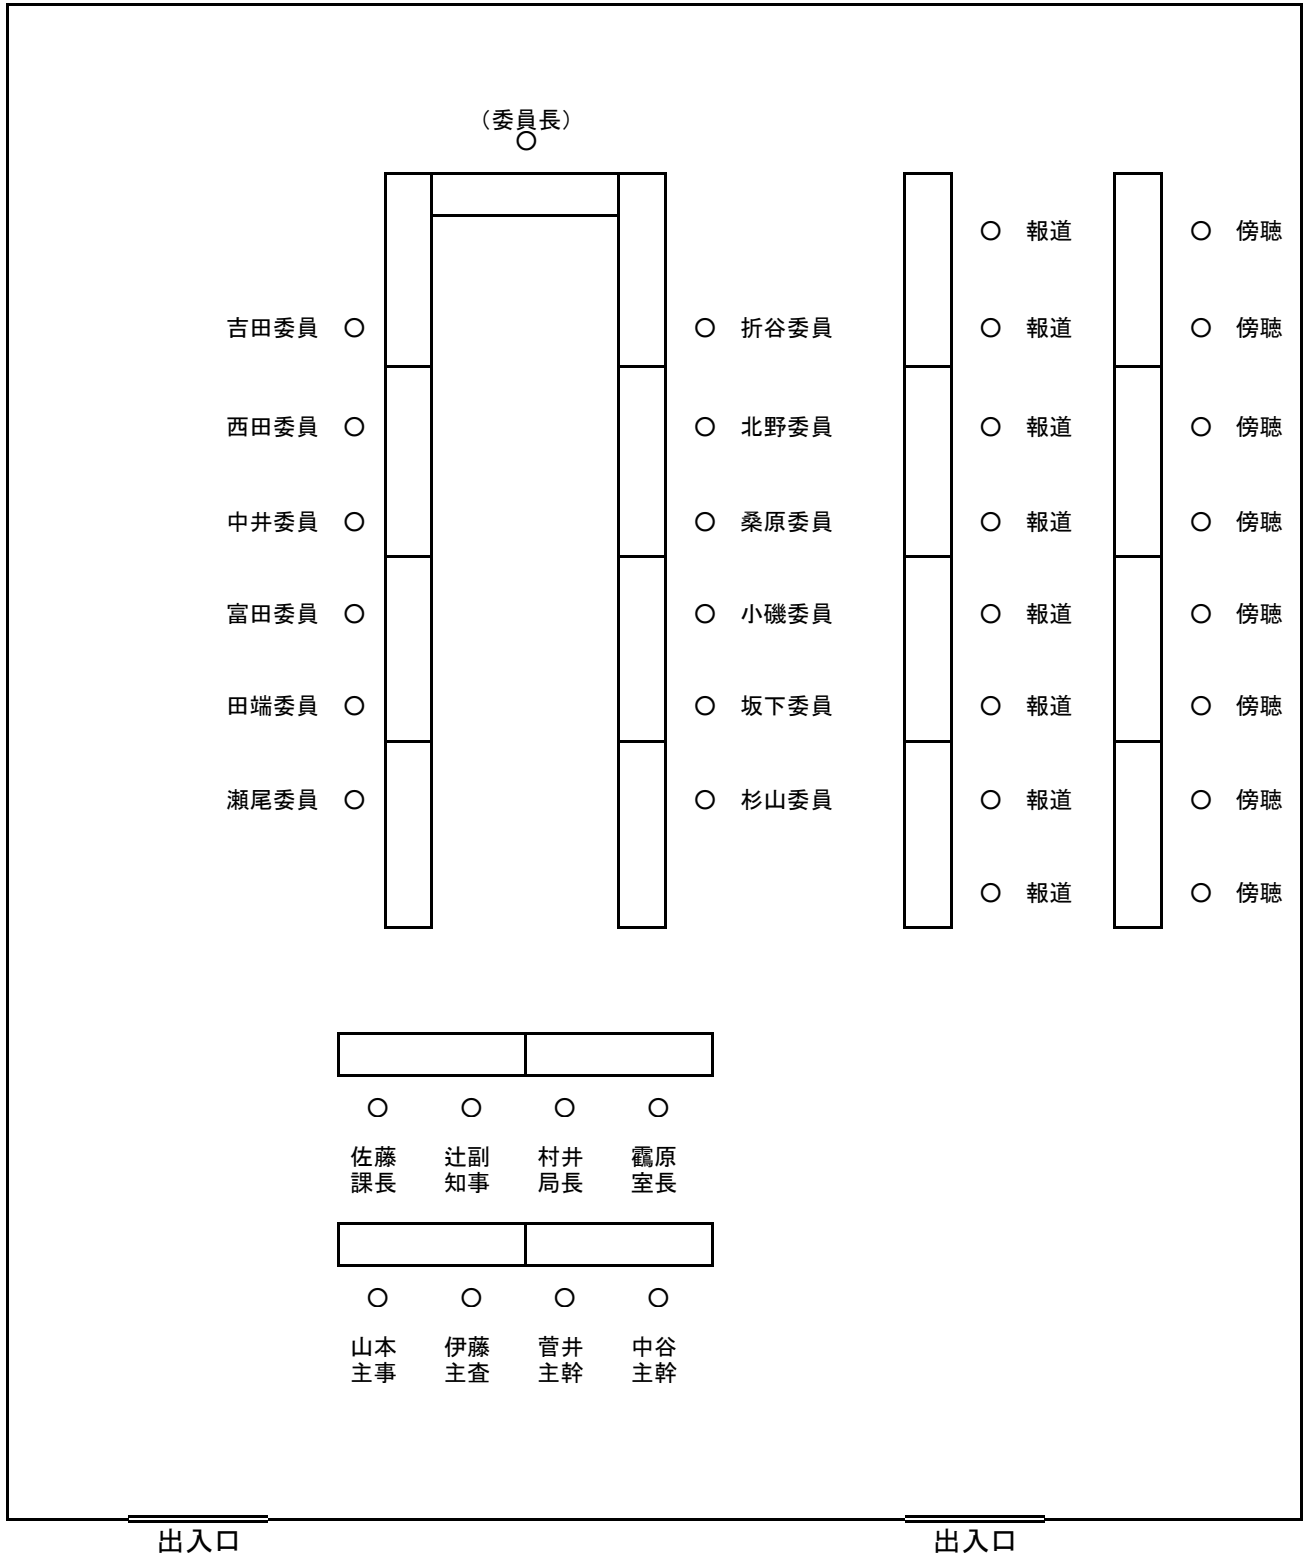 （委員長）
○
○ 報道 ○ 傍聴
吉田委員 ○ ○ 折谷委員 ○ 報道 ○ 傍聴
西田委員 ○ ○ 北野委員 ○ 報道 ○ 傍聴
中井委員 ○ ○ 桑原委員 ○ 報道 ○ 傍聴
富田委員 ○ ○ 小磯委員 ○ 報道 ○ 傍聴
田端委員 ○ ○ 坂下委員 ○ 報道 ○ 傍聴
瀬尾委員 ○ ○ 杉山委員 ○ 報道 ○ 傍聴
○ 報道 ○ 傍聴
○ ○ ○ ○
佐藤 辻副 村井 靍原
課長 知事 局長 室長
○ ○ ○ ○
山本 伊藤 菅井 中谷
主事 主査 主幹 主幹
出入口 出入口